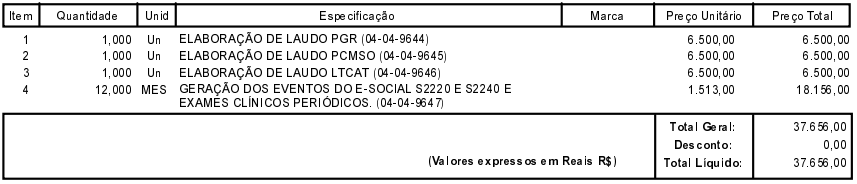 Item Quantidade Unid Especificação Marca Preço Unitário Preço Total
1 1,000 Un ELABORAÇÃO DE LAUDO PGR (04-04-9644) 6.500,00 6.500,00
2 1,000 Un ELABORAÇÃO DE LAUDO PCMSO (04-04-9645) 6.500,00 6.500,00
3 1,000 Un ELABORAÇÃO DE LAUDO LTCAT (04-04-9646) 6.500,00 6.500,00
4 12,000 MES GERAÇÃO DOS EVENTOS DO E-SOCIAL S2220 E S2240 E 1.513,00 18.156,00
EXAMES CLÍNICOS PERIÓDICOS. (04-04-9647)
Total Geral: 37.656,00
Desconto: 0,00
(Valores expressos em Reais R$) Total Líquido: 37.656,00